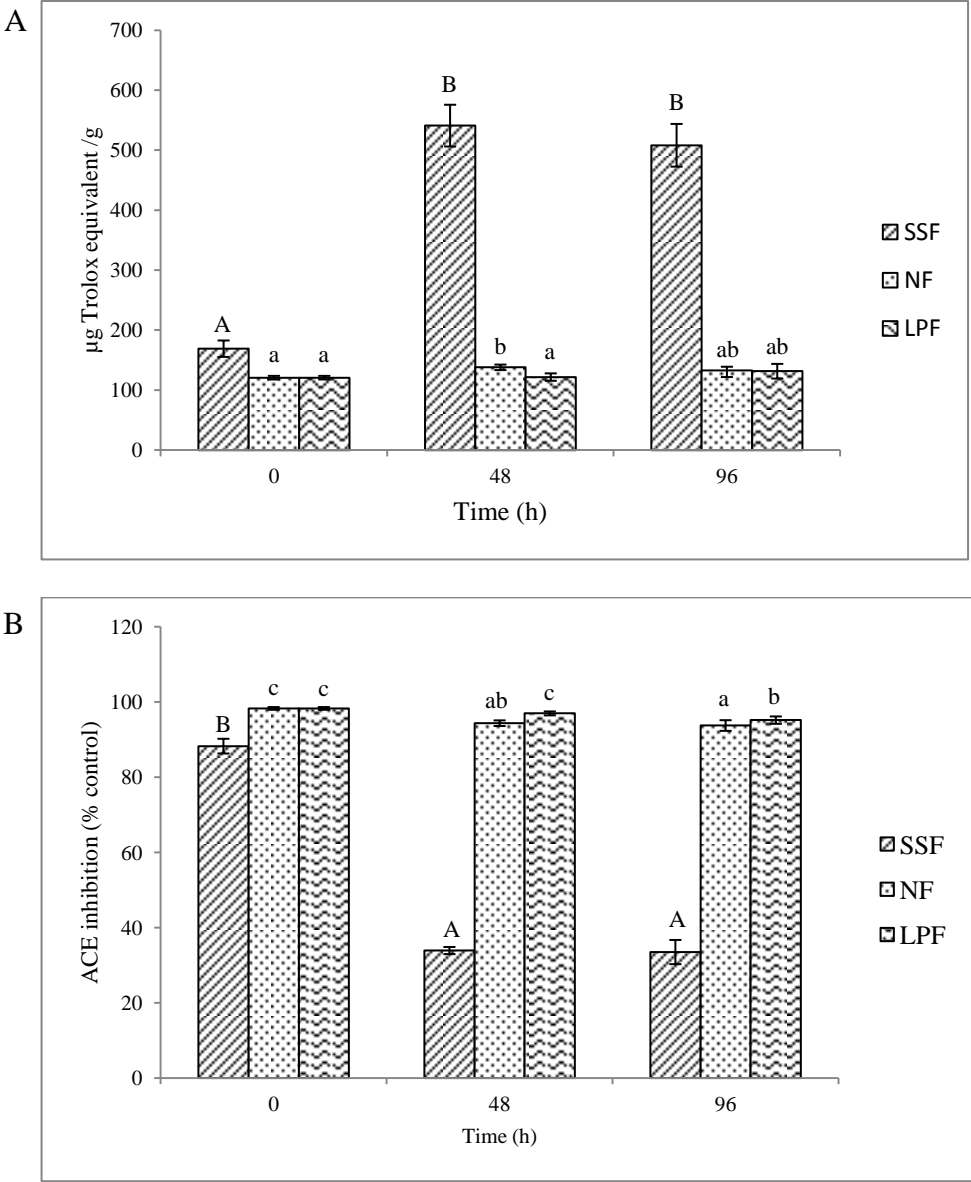 A
700
600
500
400
300
200
100
0
µg Trolox equivalent /g
A
a
a
B
b
a
B
ab
ab
0 48 96
Time (h)
SSF
NF
LPF
B
120
100
80
60
40
20
0
ACE inhibition (% control)
B
c
c
A
ab
c
A
a
b
0 48 96
Time (h)
SSF
NF
LPF